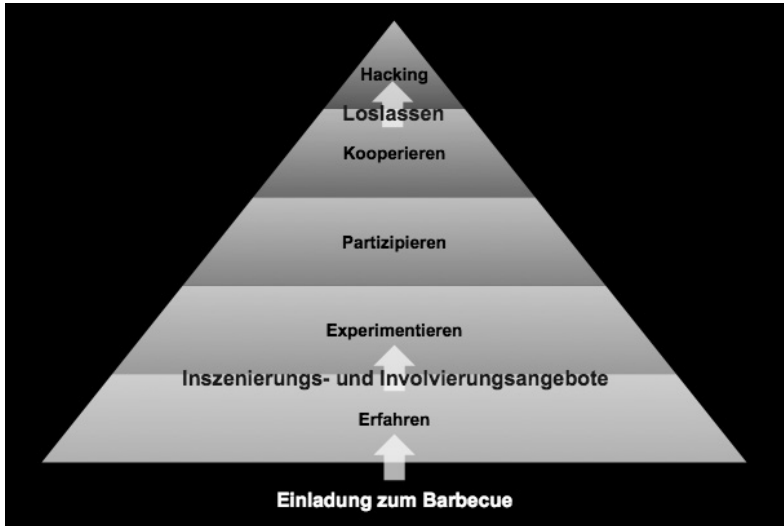 Hacking
Loslassen
Kooperieren
Partizipieren
Experimentieren
Inszenierungs- und Involvierungsangebote
Erfahren
Einladung zum Barbecue